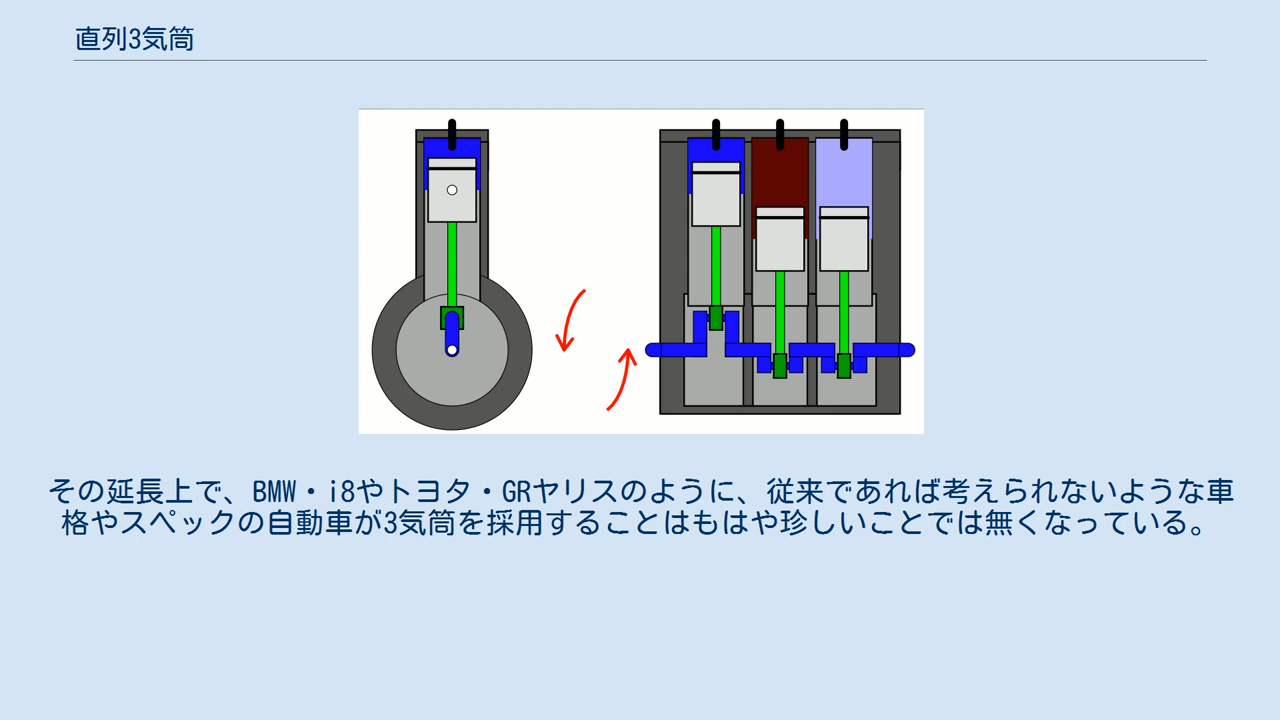 直列3気筒
その延長上で、BMW・i8やトヨタ・GRヤリスのように、従来であれば考えられないような車
格やスペックの自動車が3気筒を採用することはもはや珍しいことでは無くなっている。